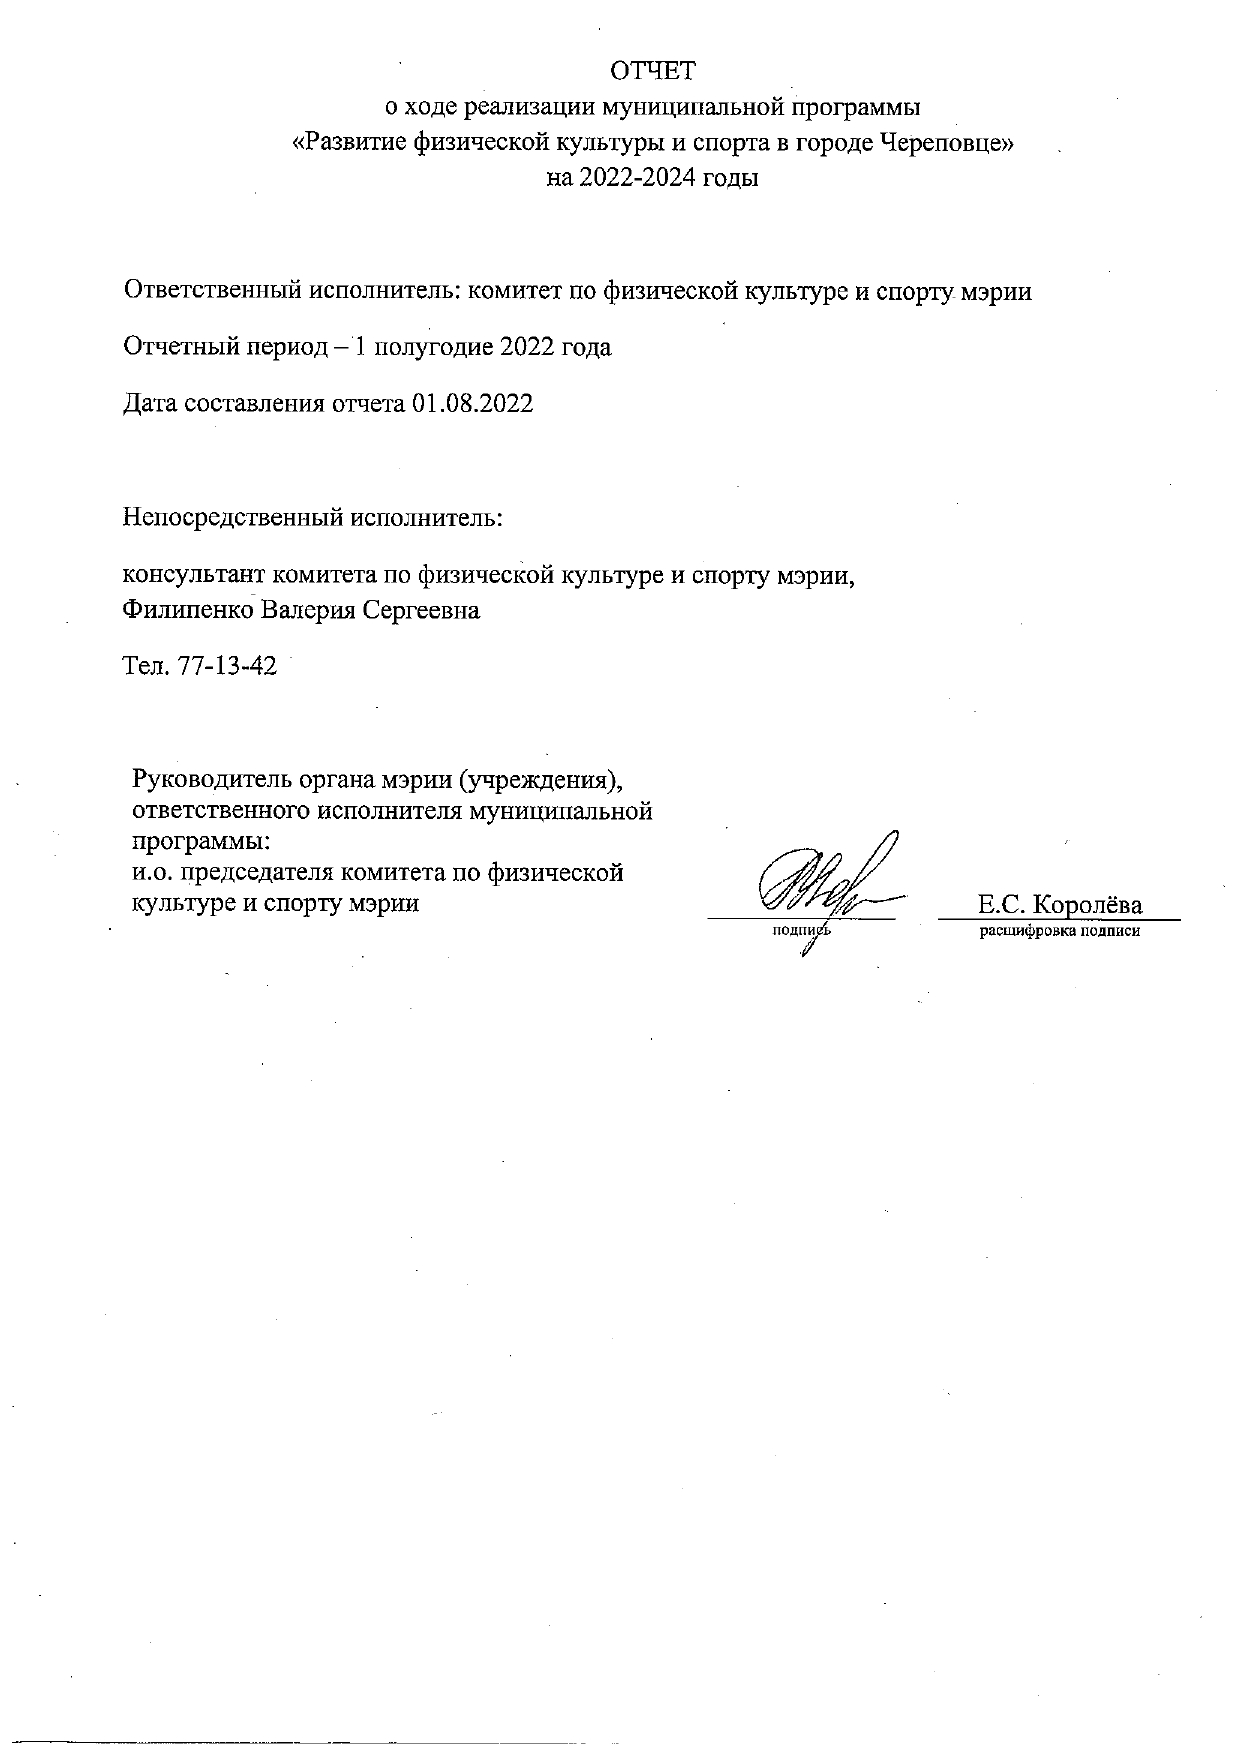 ОТЧЕТ
о ходе реализации муниципальной программы
«Развитие физической культуры и спорта в городе Череповце»
на 2022-2024 годы
Ответственный исполнитель: комитет по физической культуре и спорту мэрии
Отчетный период – 1 полугодие 2022 года
Дата составления отчета 01.08.2022
Непосредственный исполнитель:
консультант комитета по физической культуре и спорту мэрии,
Филипенко Валерия Сергеевна
Тел. 77-13-42
Руководитель органа мэрии (учреждения),
ответственного исполнителя муниципальной
программы:
и.о. председателя комитета по физической
культуре и спорту мэрии
Е.С. Королёва
подпись
расшифровка подписи